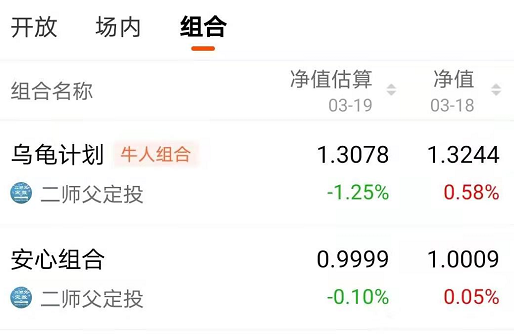 开放 场内 组合
组合名称 净值估算 净值
03-19 03-18
乌龟计划 牛人组合 1.3078 1.3244
二师父定投 -1.25% 0.58%
安心组合 0.9999 1.0009
二师父定投 -0.10% 0.05%